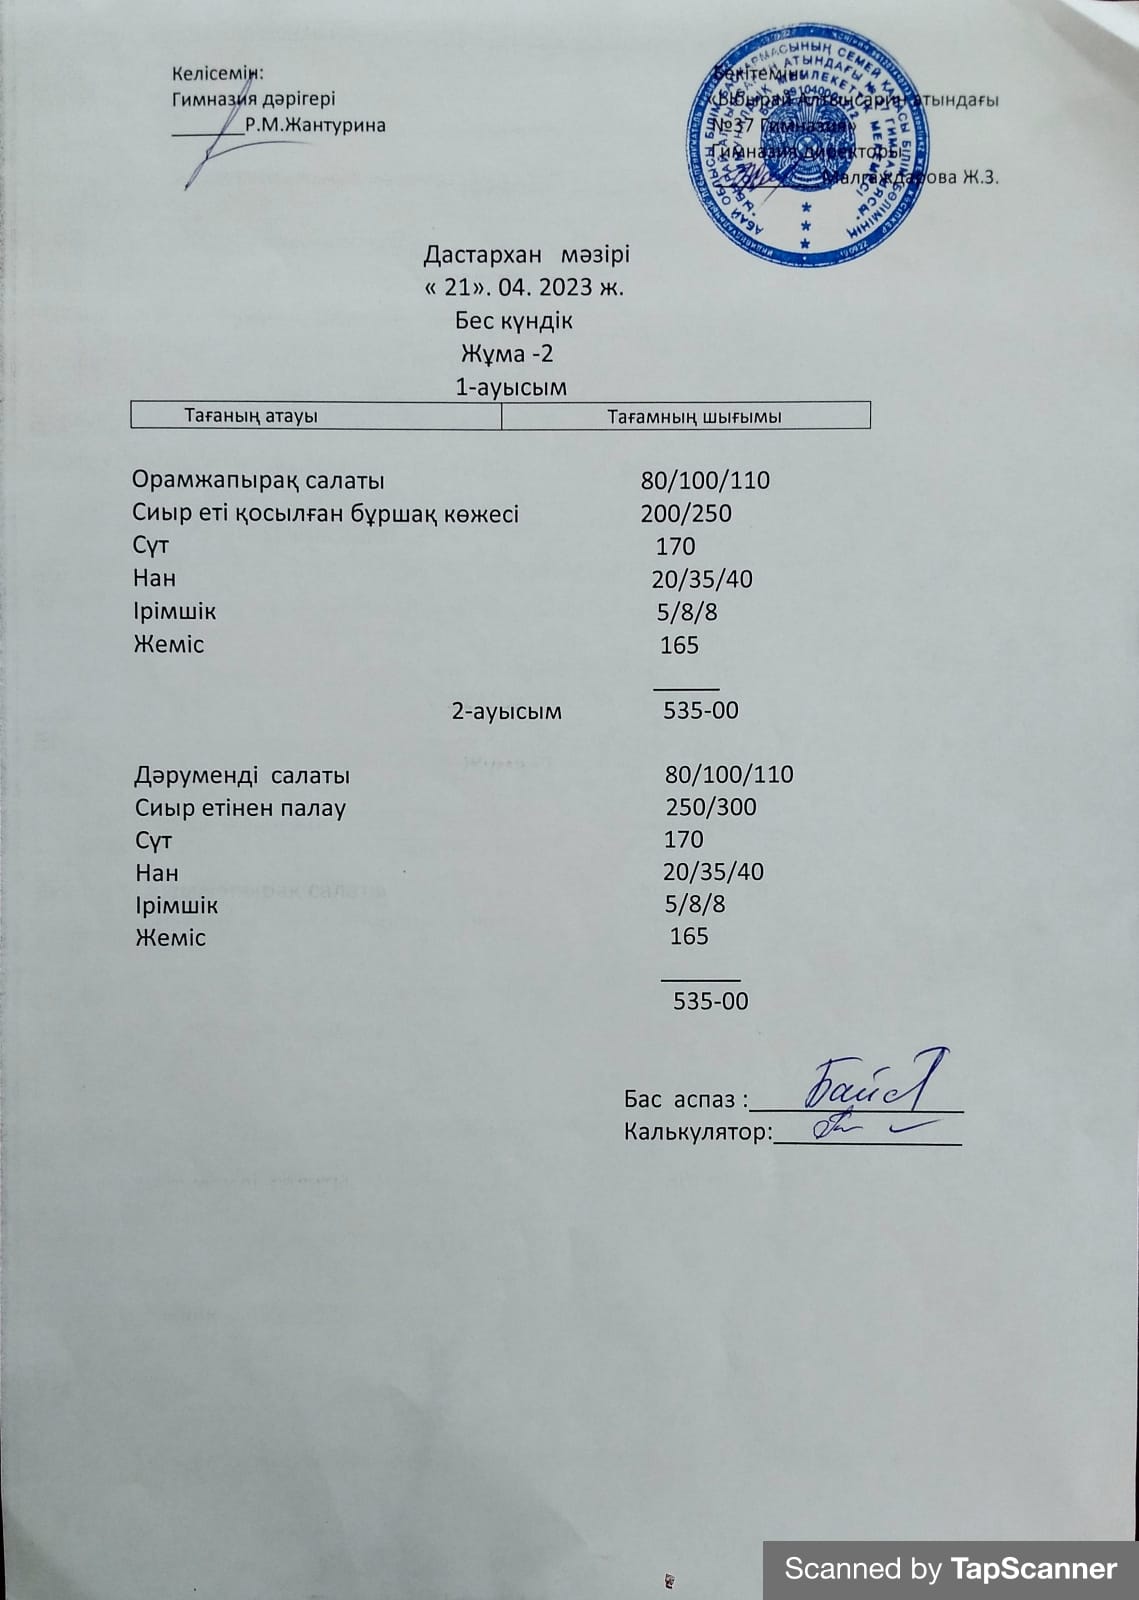 Келісемін:
Гимназия дәрігері
________Р.М.Жантурина
Бекітемін:
«Ыбырай Алтынсарин атындағы
№37 Гимназия»
Гимназия директоры
Малгаждарова Ж.З.
Дастархан мәзірі
« 21». 04. 2023 ж.
Бес күндік
Жұма -2
1-ауысым
Тағаның атауы Тағамның шығымы
Орамжапырақ салаты 80/100/110
Сиыр еті қосылған бұршақ көжесі 200/250
Сүт 170
Нан 20/35/40
Ірімшік 5/8/8
Жеміс 165
2-ауысым 535-00
Дәруменді салаты 80/100/110
Сиыр етінен палау 250/300
Сүт 170
Нан 20/35/40
Ірімшік 5/8/8
Жеміс 165
535-00
Бас аспаз :
Калькулятор:
Scanned by TapScanner